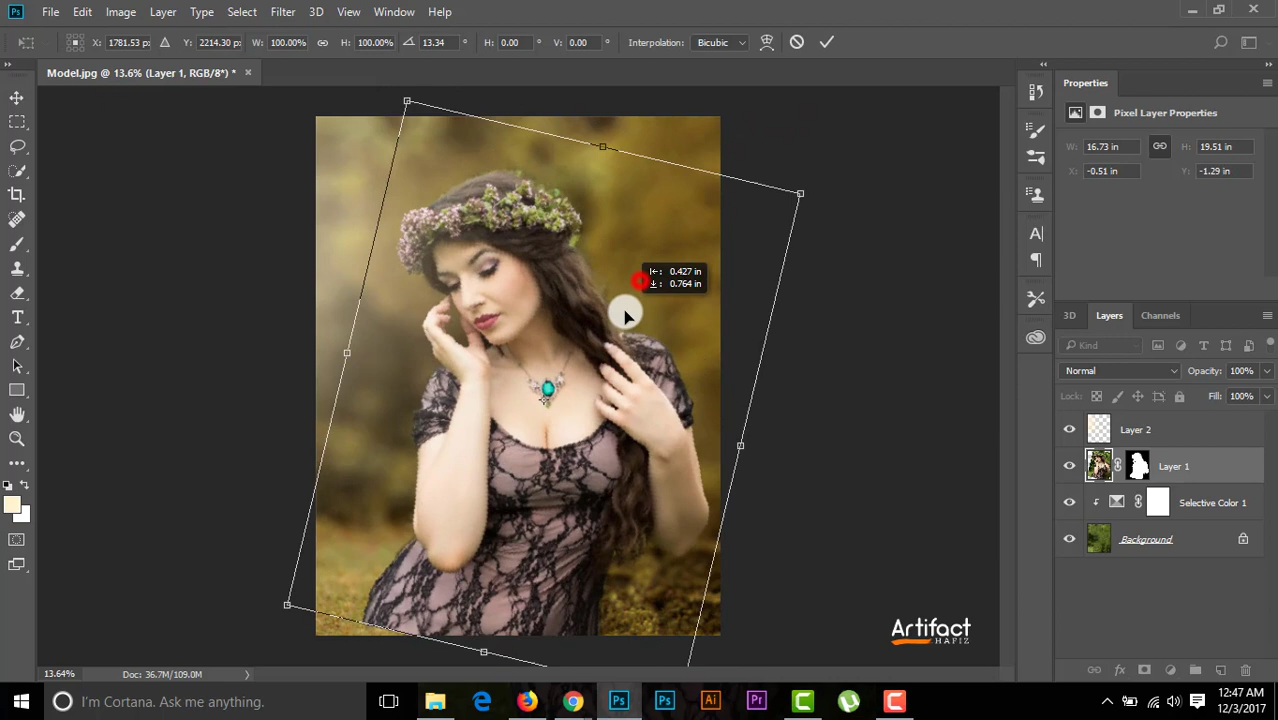 Ps File Edit Image Layer Type Select Filter 3D View Window Help
X: 1781.53 px Y: 2214.30 px W: 100.00% H: 100.00% 13.34 ° H: 0.00 ° V: 0.00 ° Interpolation: Bicubic
Model.jpg @ 13.6% (Layer 1, RGB/8*) * ×
Properties
Pixel Layer Properties
W: 16.73 in H: 19.51 in
X: -0.51 in Y: -1.29 in
: 0.427 in
: 0.764 in
3D Layers Channels
Kind
Normal Opacity: 100%
Lock: Fill: 100%
Layer 2
Layer 1
Selective Color 1
Background
Artifact
HAFIZ
13.64% Doc: 36.7M/109.0M
I'm Cortana. Ask me anything.
Ps Ps Ai Pr
12:47 AM
12/3/2017